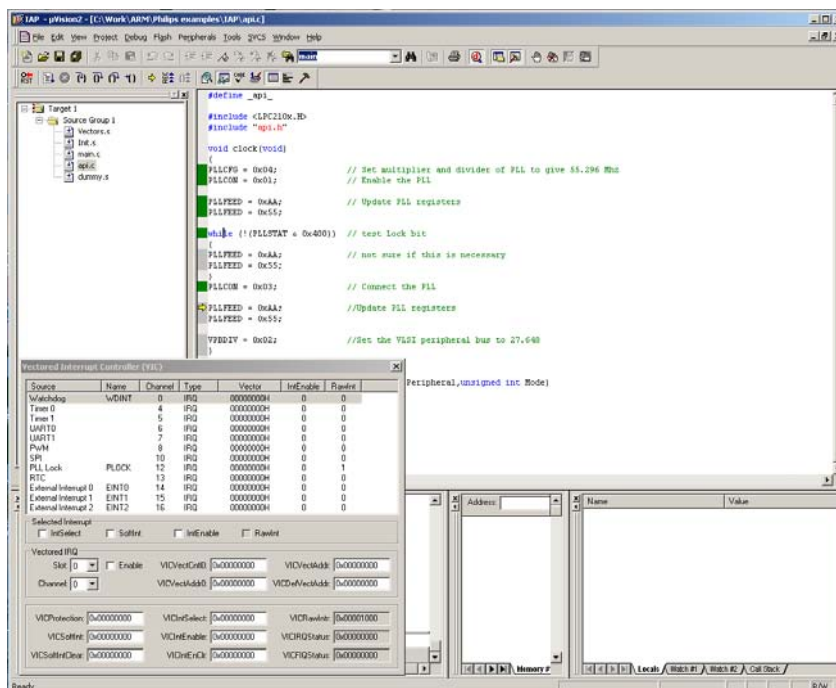 IAP - µVision2 - [C:\Work\ARM\Philips examples\IAP\api.c]
File Edit View Project Debug Flash Peripherals Tools SVCS Window Help
main
Target 1
Source Group 1
Vectors.s
Init.s
main.c
api.c
dummy.s
#define _api_
#include <LPC210x.H>
#include "api.h"
void clock(void)
{
PLLCFG = 0x04; // Set multiplier and divider of PLL to give 55.296 Mhz
PLLCON = 0x01; // Enable the PLL
PLLFEED = 0xAA; // Update PLL registers
PLLFEED = 0x55;
while (!(PLLSTAT & 0x400)) // test Lock bit
{
PLLFEED = 0xAA; // not sure if this is necessary
PLLFEED = 0x55;
}
PLLCON = 0x03; // Connect the PLL
PLLFEED = 0xAA; //Update PLL registers
PLLFEED = 0x55;
VPBDIV = 0x02; //Set the VLSI peripheral bus to 27.648
}
Peripheral,unsigned int Mode)
Vectored Interrupt Controller (VIC)
Source Name Channel Type Vector IntEnable RawInt
Watchdog WDINT 0 IRQ 00000000H 0 0
Timer 0 4 IRQ 00000000H 0 0
Timer 1 5 IRQ 00000000H 0 0
UART0 6 IRQ 00000000H 0 0
UART1 7 IRQ 00000000H 0 0
PWM 8 IRQ 00000000H 0 0
SPI 10 IRQ 00000000H 0 0
PLL Lock PLOCK 12 IRQ 00000000H 0 1
RTC 13 IRQ 00000000H 0 0
External Interrupt 0 EINT0 14 IRQ 00000000H 0 0
External Interrupt 1 EINT1 15 IRQ 00000000H 0 0
External Interrupt 2 EINT2 16 IRQ 00000000H 0 0
Selected Interrupt
IntSelect SoftInt IntEnable RawInt
Vectored IRQ
Slot: 0 Enable VICVectCntl0: 0x00000000 VICVectAddr: 0x00000000
Channel: 0 VICVectAddr0: 0x00000000 VICDefVectAddr: 0x00000000
VICProtection: 0x00000000 VICIntSelect: 0x00000000 VICRawIntr: 0x00001000
VICSoftInt: 0x00000000 VICIntEnable: 0x00000000 VICIRQStatus: 0x00000000
VICSoftIntClear: 0x00000000 VICIntEnClr: 0x00000000 VICFIQStatus: 0x00000000
Address:
Name Value
Memory #
Locals Watch #1 Watch #2 Call Stack
Ready
R/W